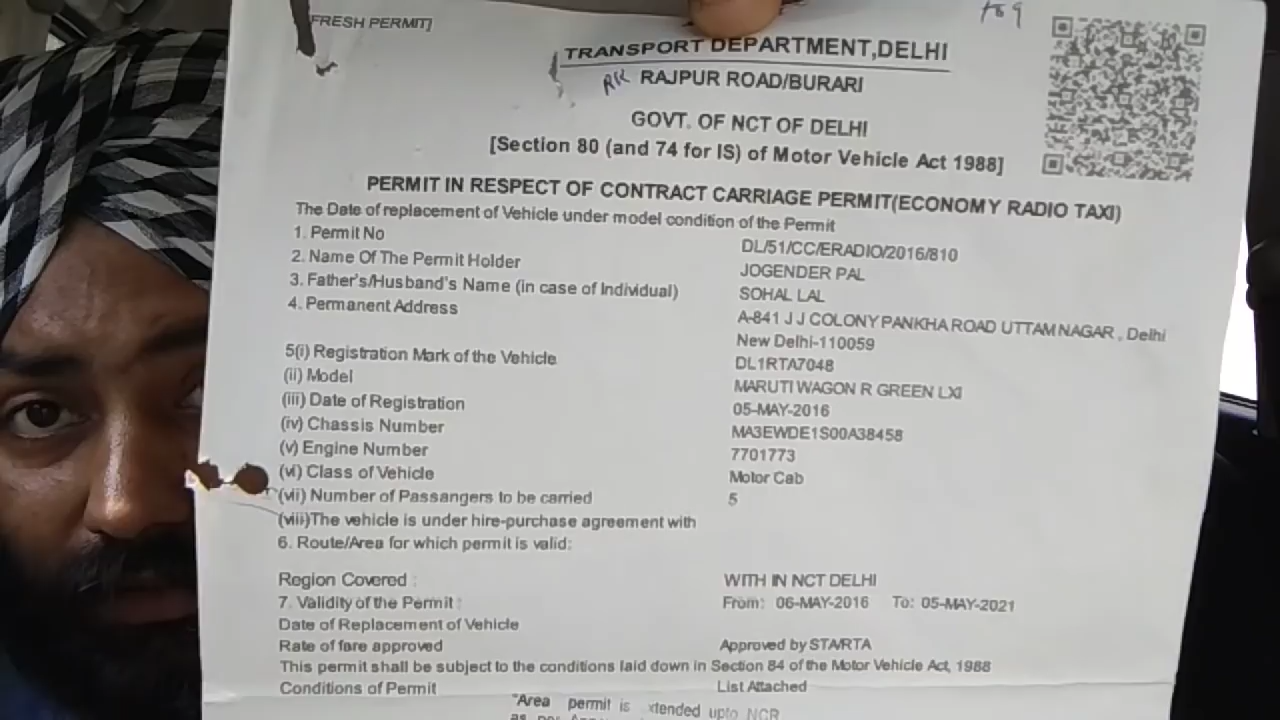 FRESH PERMIT]
TRANSPORT DEPARTMENT,DELHI
RAJPUR ROAD/BURARI
GOVT. OF NCT OF DELHI
[Section 80 (and 74 for IS) of Motor Vehicle Act 1988]
PERMIT IN RESPECT OF CONTRACT CARRIAGE PERMIT(ECONOMY RADIO TAXI)
The Date of replacement of Vehicle under model condition of the Permit
1. Permit No DL/51/CC/ERADIO/2016/810
2. Name Of The Permit Holder JOGENDER PAL
3. Father's/Husband's Name (in case of Individual) SOHAL LAL
4. Permanent Address A-841 J J COLONY PANKHA ROAD UTTAM NAGAR , Delhi
New Delhi-110059
5(i) Registration Mark of the Vehicle DL1RTA7048
(ii) Model MARUTI WAGON R GREEN LXI
(iii) Date of Registration 05-MAY-2016
(iv) Chassis Number MA3EWDE1S00A38458
(v) Engine Number 7701773
(vi) Class of Vehicle Motor Cab
(vii) Number of Passangers to be carried 5
(viii)The vehicle is under hire-purchase agreement with
6. Route/Area for which permit is valid:
Region Covered : WITH IN NCT DELHI
7. Validity of the Permit : From: 06-MAY-2016 To: 05-MAY-2021
Date of Replacement of Vehicle
Rate of fare approved Approved by STA/RTA
This permit shall be subject to the conditions laid down in Section 84 of the Motor Vehicle Act, 1988
Conditions of Permit List Attached
"Area permit is xtended upto NCR